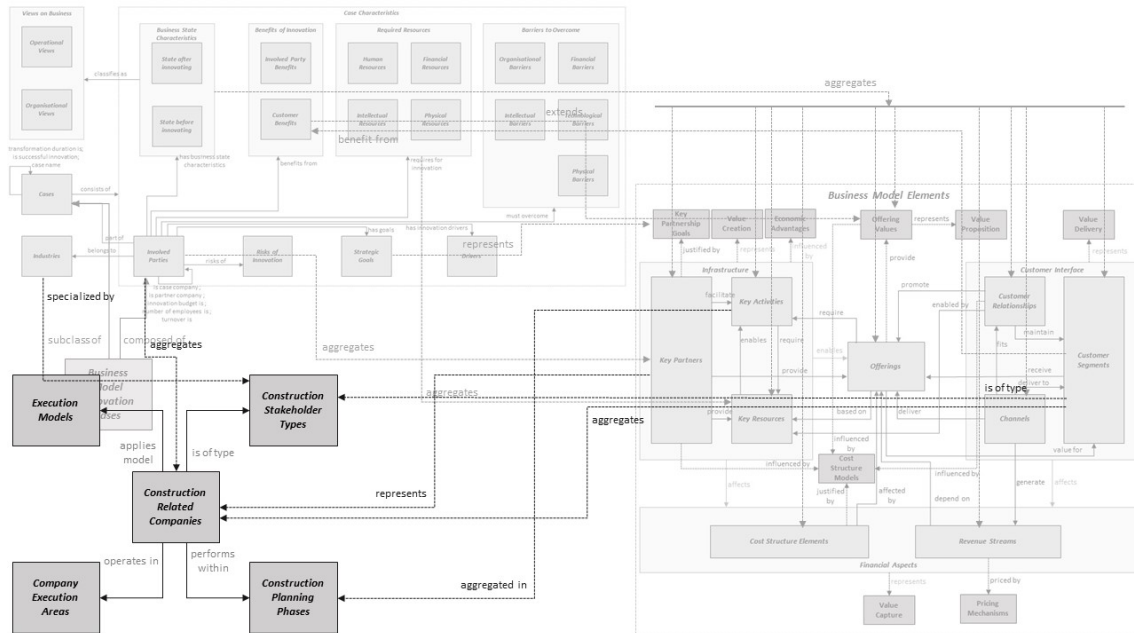 Views on Business
Operational
Views
Organisational
Views
classifies as
Case Characteristics
Business State
Characteristics
State after
innovating
State before
innovating
Benefits of Innovation
Involved Party
Benefits
Customer
Benefits
Required Resources
Human
Resources
Financial
Resources
Intellectual
Resources
Physical
Resources
Barriers to Overcome
Organisational
Barriers
Financial
Barriers
Intellectual
Barriers
Technological
Barriers
Physical
Barriers
aggregates
extends
benefit from
transformation duration is;
is successful innovation;
case name
has business state
characteristics
benefits from
requires for
innovation
Cases
consists of
must overcome
part of
has goals
has innovation drivers
belongs to
represents
Industries
Involved
Parties
risks of
Risks of
Innovation
Strategic
Goals
Drivers
is case company;
is partner company;
innovation budget is;
number of employees is;
turnover is
specialized by
subclass of
composed of
aggregates
aggregates
Business
Model
Innovation
Cases
Execution
Models
Construction
Stakeholder
Types
applies
model
is of type
Construction
Related
Companies
operates in
performs
within
Company
Execution
Areas
Construction
Planning
Phases
aggregates
is of type
aggregates
represents
aggregated in
Business Model Elements
Key
Partnership
Goals
Value
Creation
Economic
Advantages
Offering
Values
represents
Value
Proposition
Value
Delivery
justified by
represents
influenced
by
provide
represents
Infrastructure
Customer Interface
facilitate
Key Activities
promote
Customer
Relationships
enabled by
require
maintain
enables
require
enables
fits
Key Partners
Offerings
Customer
Segments
provide
receive
deliver to
provide
Key Resources
based on
deliver
Channels
influenced
by
value for
influenced by
Cost
Structure
Models
influenced by
generate
affects
justified
by
affected
by
depend on
affects
Cost Structure Elements
Revenue Streams
Financial Aspects
represents
priced by
Value
Capture
Pricing
Mechanisms